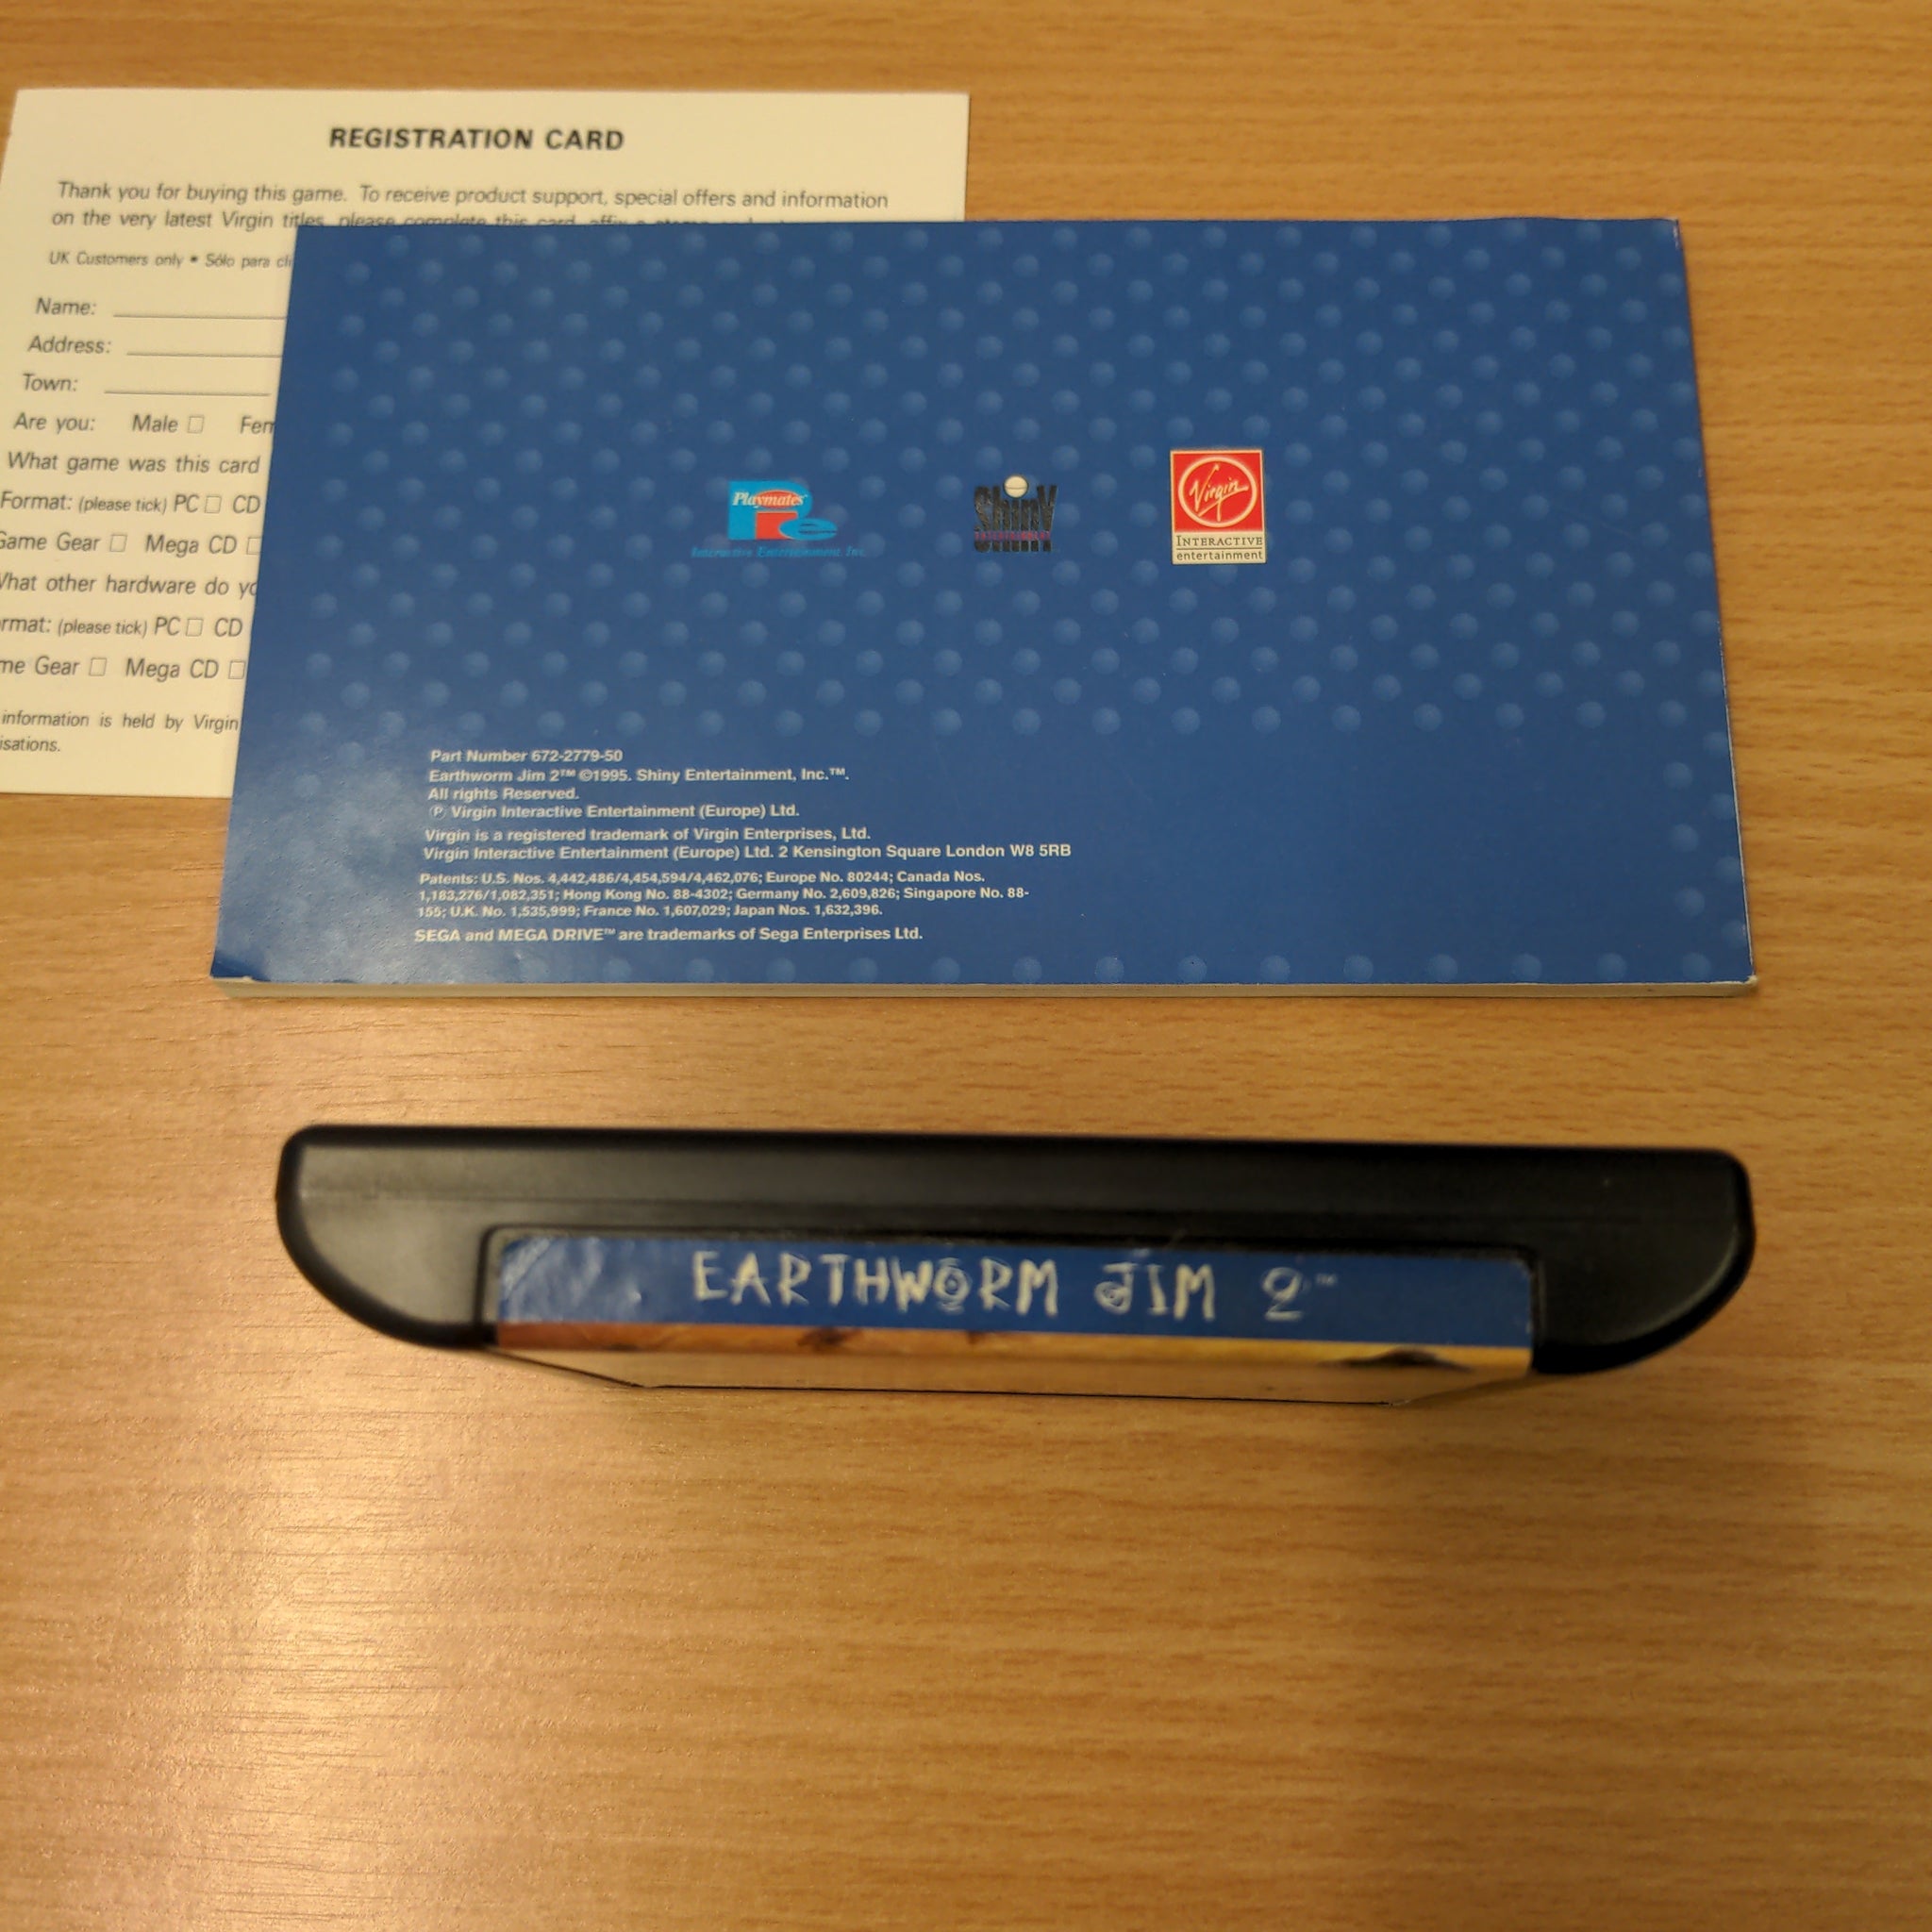 REGISTRATION CARD
Thank you for buying this game. To receive product support, special offers and information
on the very latest Virgin titles, please complete this card, affix a stamp
UK Customers only • Sólo para
Name:
Address:
Town:
Are you: Male □
What game was this card
Format: (please tick) PC □ CD
Game Gear □ Mega CD □
What other hardware do
(please tick) PC □ CD
Gear □ Mega CD □
information is held by Virgin
Playmates
Interactive Entertainment Inc.
Shiny
ENTERTAINMENT
Virgin
INTERACTIVE
entertainment
Part Number 672-2779-50
Earthworm Jim 2™ ©1995. Shiny Entertainment, Inc.™.
All rights Reserved.
℗ Virgin Interactive Entertainment (Europe) Ltd.
Virgin is a registered trademark of Virgin Enterprises, Ltd.
Virgin Interactive Entertainment (Europe) Ltd. 2 Kensington Square London W8 5RB
Patents: U.S. Nos. 4,442,486/4,454,594/4,462,076; Europe No. 80244; Canada Nos.
1,183,276/1,082,351; Hong Kong No. 88-4302; Germany No. 2,609,826; Singapore No. 88-
155; U.K. No. 1,535,999; France No. 1,607,029; Japan Nos. 1,632,396.
SEGA and MEGA DRIVE™ are trademarks of Sega Enterprises Ltd.
EARTHWORM JIM 2™